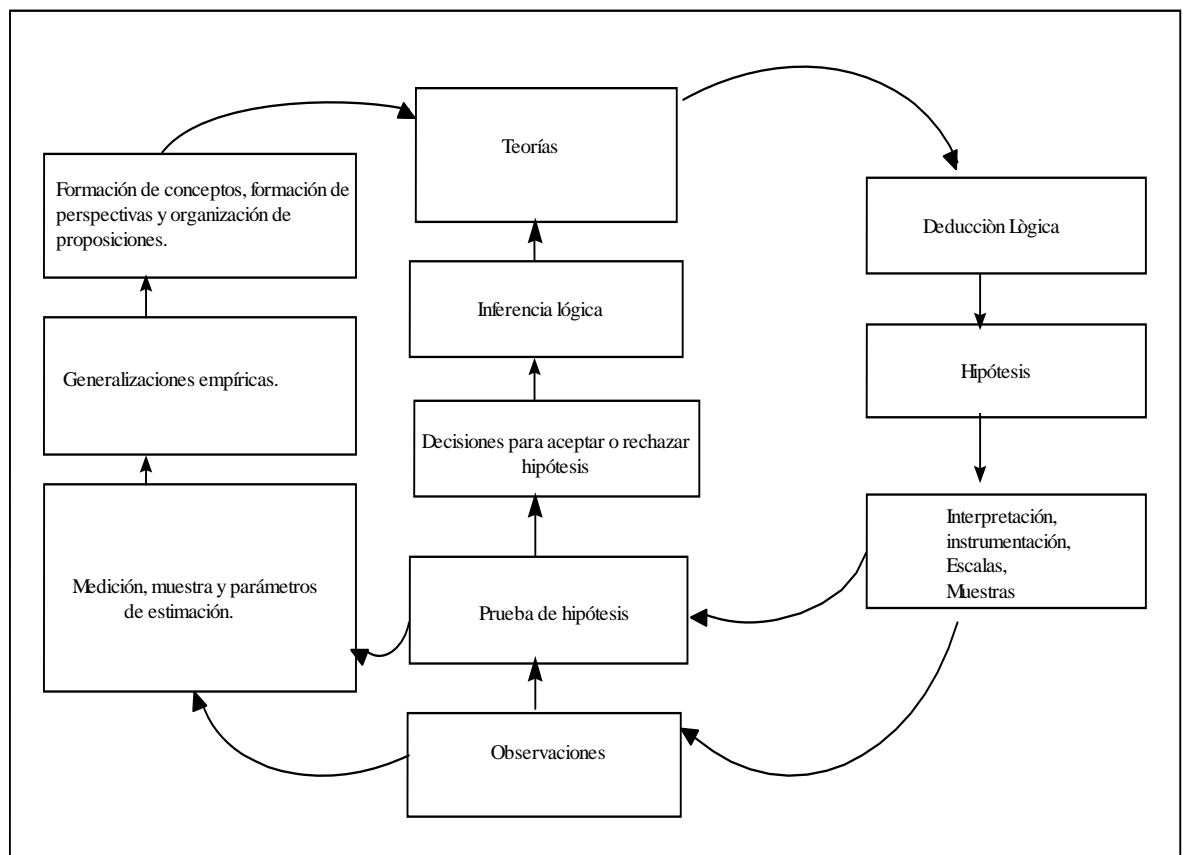 Teorías
Formación de conceptos, formación de
perspectivas y organización de
proposiciones.
Deducciòn Lògica
Inferencia lógica
Generalizaciones empíricas.
Hipótesis
Decisiones para aceptar o rechazar
hipótesis
Interpretación,
instrumentación,
Escalas,
Muestras
Medición, muestra y parámetros
de estimación.
Prueba de hipótesis
Observaciones